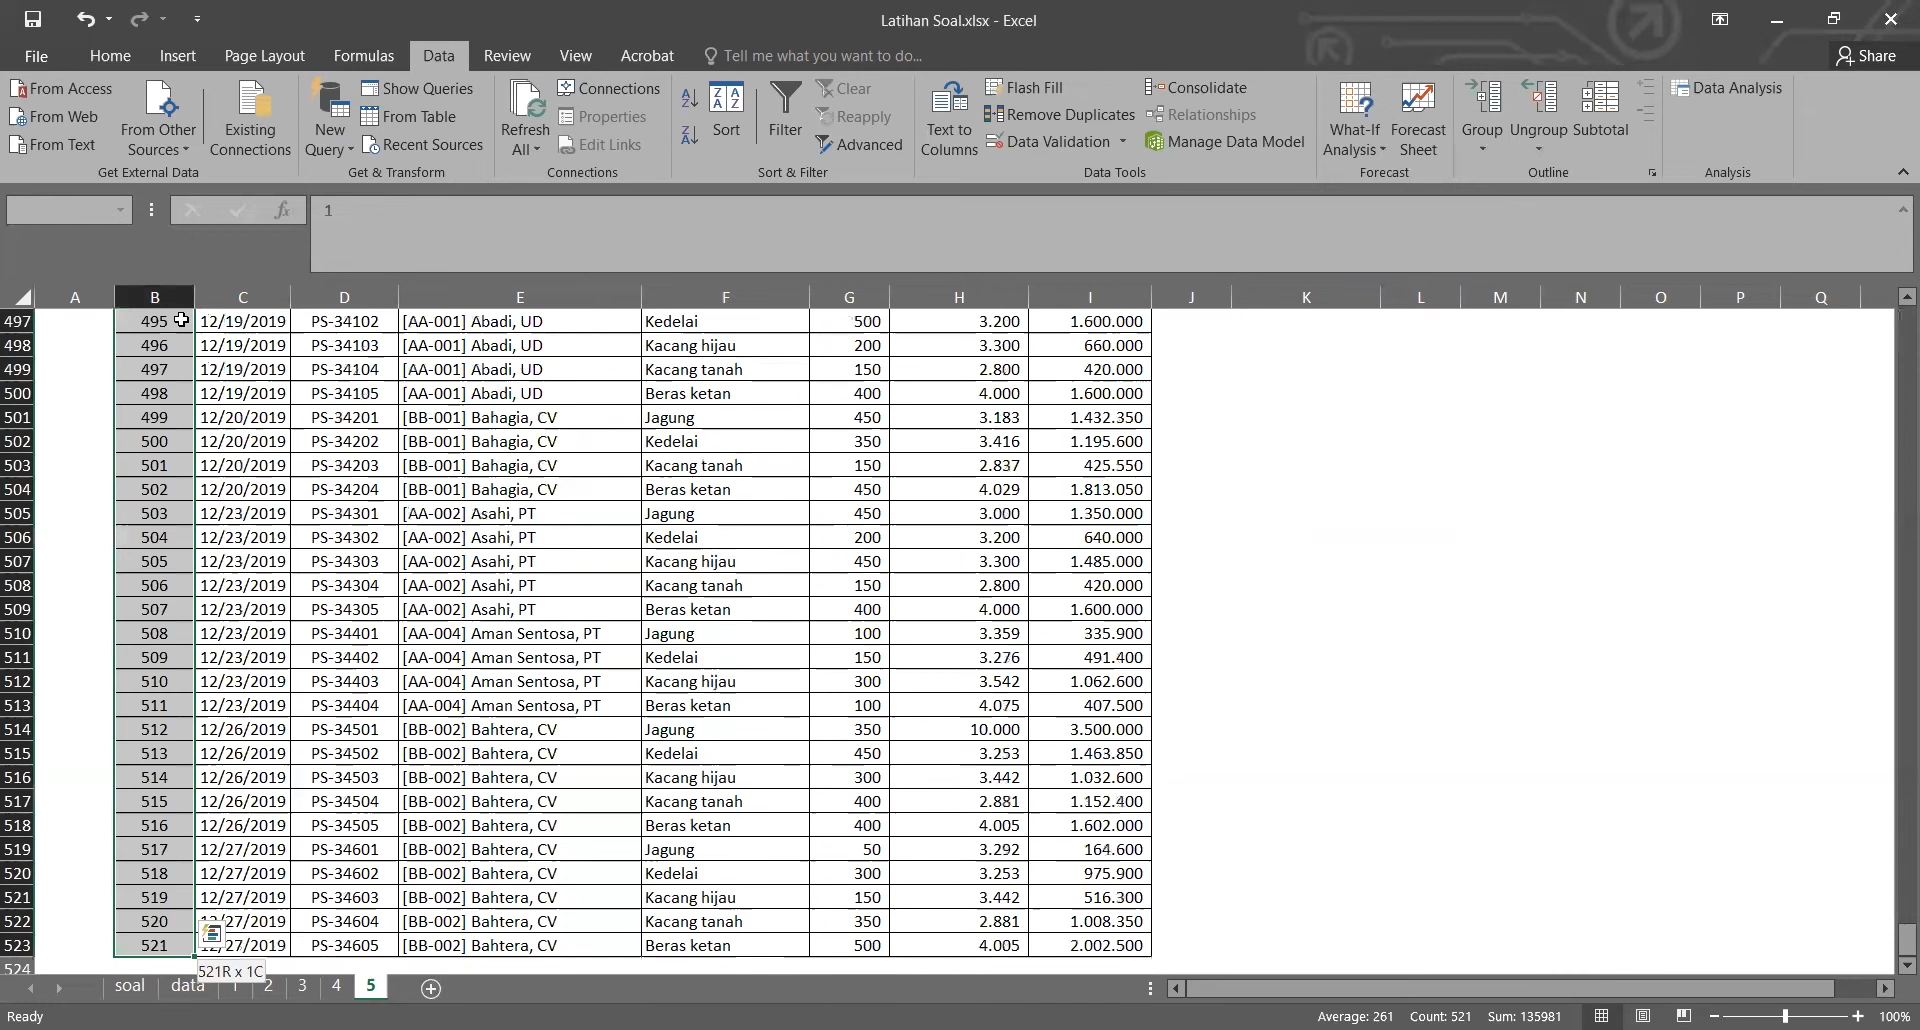 Latihan Soal.xlsx - Excel
File Home Insert Page Layout Formulas Data Review View Acrobat Tell me what you want to do... Share
From Access
From Web
From Text
From Other Sources
Existing Connections
Get External Data
New Query
Show Queries
From Table
Recent Sources
Get & Transform
Refresh All
Connections
Properties
Edit Links
Connections
Sort
Filter
Clear
Reapply
Advanced
Sort & Filter
Text to Columns
Flash Fill
Remove Duplicates
Data Validation
Consolidate
Relationships
Manage Data Model
Data Tools
What-If Analysis
Forecast Sheet
Forecast
Group
Ungroup
Subtotal
Outline
Data Analysis
Analysis
fx 1
A B C D E F G H I J K L M N O P Q
497 495 12/19/2019 PS-34102 [AA-001] Abadi, UD Kedelai 500 3.200 1.600.000
498 496 12/19/2019 PS-34103 [AA-001] Abadi, UD Kacang hijau 200 3.300 660.000
499 497 12/19/2019 PS-34104 [AA-001] Abadi, UD Kacang tanah 150 2.800 420.000
500 498 12/19/2019 PS-34105 [AA-001] Abadi, UD Beras ketan 400 4.000 1.600.000
501 499 12/20/2019 PS-34201 [BB-001] Bahagia, CV Jagung 450 3.183 1.432.350
502 500 12/20/2019 PS-34202 [BB-001] Bahagia, CV Kedelai 350 3.416 1.195.600
503 501 12/20/2019 PS-34203 [BB-001] Bahagia, CV Kacang tanah 150 2.837 425.550
504 502 12/20/2019 PS-34204 [BB-001] Bahagia, CV Beras ketan 450 4.029 1.813.050
505 503 12/23/2019 PS-34301 [AA-002] Asahi, PT Jagung 450 3.000 1.350.000
506 504 12/23/2019 PS-34302 [AA-002] Asahi, PT Kedelai 200 3.200 640.000
507 505 12/23/2019 PS-34303 [AA-002] Asahi, PT Kacang hijau 450 3.300 1.485.000
508 506 12/23/2019 PS-34304 [AA-002] Asahi, PT Kacang tanah 150 2.800 420.000
509 507 12/23/2019 PS-34305 [AA-002] Asahi, PT Beras ketan 400 4.000 1.600.000
510 508 12/23/2019 PS-34401 [AA-004] Aman Sentosa, PT Jagung 100 3.359 335.900
511 509 12/23/2019 PS-34402 [AA-004] Aman Sentosa, PT Kedelai 150 3.276 491.400
512 510 12/23/2019 PS-34403 [AA-004] Aman Sentosa, PT Kacang hijau 300 3.542 1.062.600
513 511 12/23/2019 PS-34404 [AA-004] Aman Sentosa, PT Beras ketan 100 4.075 407.500
514 512 12/26/2019 PS-34501 [BB-002] Bahtera, CV Jagung 350 10.000 3.500.000
515 513 12/26/2019 PS-34502 [BB-002] Bahtera, CV Kedelai 450 3.253 1.463.850
516 514 12/26/2019 PS-34503 [BB-002] Bahtera, CV Kacang hijau 300 3.442 1.032.600
517 515 12/26/2019 PS-34504 [BB-002] Bahtera, CV Kacang tanah 400 2.881 1.152.400
518 516 12/26/2019 PS-34505 [BB-002] Bahtera, CV Beras ketan 400 4.005 1.602.000
519 517 12/27/2019 PS-34601 [BB-002] Bahtera, CV Jagung 50 3.292 164.600
520 518 12/27/2019 PS-34602 [BB-002] Bahtera, CV Kedelai 300 3.253 975.900
521 519 12/27/2019 PS-34603 [BB-002] Bahtera, CV Kacang hijau 150 3.442 516.300
522 520 12/27/2019 PS-34604 [BB-002] Bahtera, CV Kacang tanah 350 2.881 1.008.350
523 521 12/27/2019 PS-34605 [BB-002] Bahtera, CV Beras ketan 500 4.005 2.002.500
524
521R x 1C
soal data 1 2 3 4 5
Ready Average: 261 Count: 521 Sum: 135981 100%